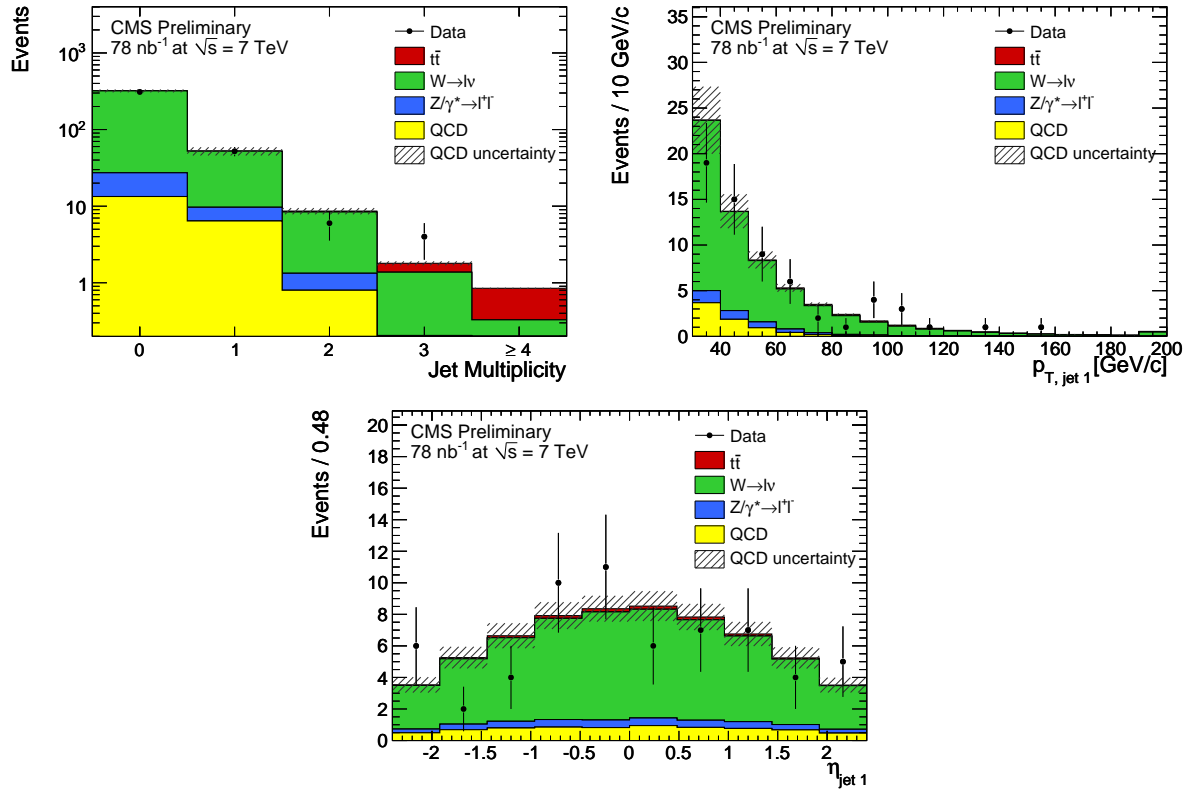 Events
CMS Preliminary
78 nb⁻¹ at √s = 7 TeV
Data
tt̄
W→lν
Z/γ*→l⁺l⁻
QCD
QCD uncertainty
10³
10²
10
1
0 1 2 3 ≥ 4
Jet Multiplicity
Events / 10 GeV/c
CMS Preliminary
78 nb⁻¹ at √s = 7 TeV
Data
tt̄
W→lν
Z/γ*→l⁺l⁻
QCD
QCD uncertainty
35
30
25
20
15
10
5
0
40 60 80 100 120 140 160 180 200
p_T, jet 1 [GeV/c]
Events / 0.48
CMS Preliminary
78 nb⁻¹ at √s = 7 TeV
Data
tt̄
W→lν
Z/γ*→l⁺l⁻
QCD
QCD uncertainty
20
18
16
14
12
10
8
6
4
2
0
-2 -1.5 -1 -0.5 0 0.5 1 1.5 2
η_jet 1